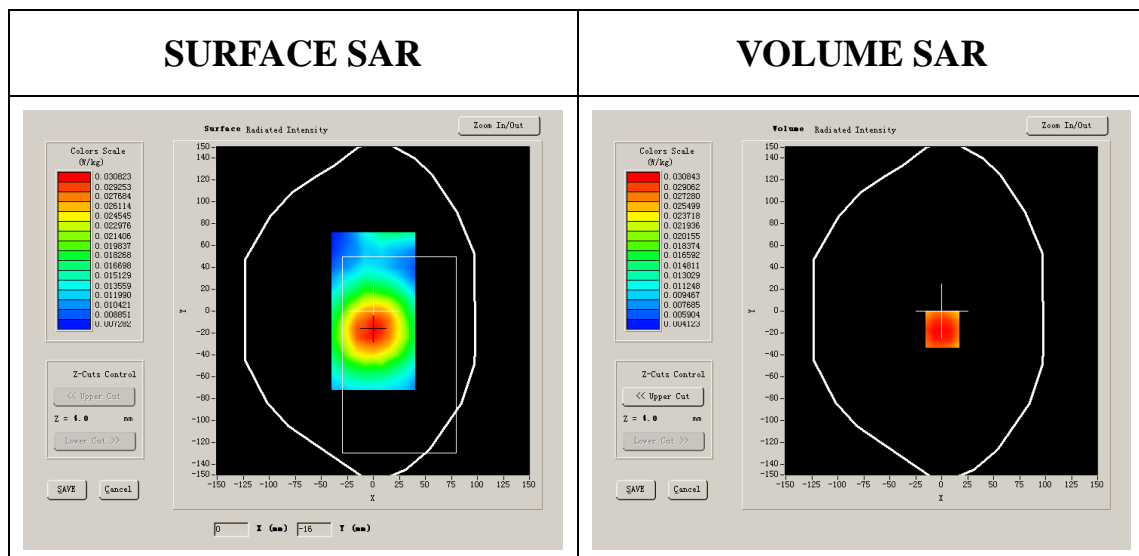 SURFACE SAR
Surface Radiated Intensity
Zoom In/Out
Colors Scale
(W/kg)
0.030823
0.029253
0.027684
0.026114
0.024545
0.022976
0.021406
0.019837
0.018268
0.016698
0.015129
0.013559
0.011990
0.010421
0.008851
0.007282
Z-Cuts Control
<< Upper Cut
Z = 4.0 mm
Lower Cut >>
SAVE Cancel
Y
150
140
120
100
80
60
40
20
0
-20
-40
-60
-80
-100
-120
-140
-150
-150 -125 -100 -75 -50 -25 0 25 50 75 100 125 150
X
0 X (mm) -16 Y (mm)
VOLUME SAR
Volume Radiated Intensity
Zoom In/Out
Colors Scale
(W/kg)
0.030843
0.029062
0.027280
0.025499
0.023718
0.021936
0.020155
0.018374
0.016592
0.014811
0.013029
0.011248
0.009467
0.007685
0.005904
0.004123
Z-Cuts Control
<< Upper Cut
Z = 4.0 mm
Lower Cut >>
SAVE Cancel
Y
150
140
120
100
80
60
40
20
0
-20
-40
-60
-80
-100
-120
-140
-150
-150 -125 -100 -75 -50 -25 0 25 50 75 100 125 150
X